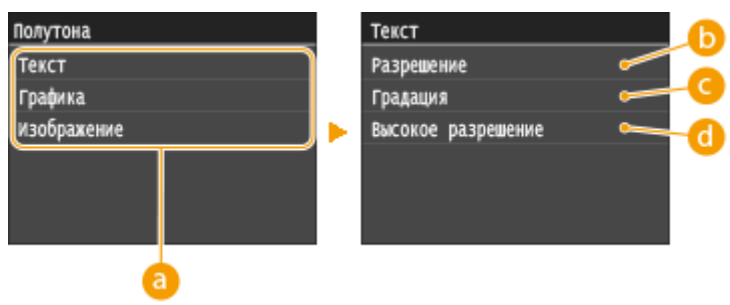 Полутона
Текст
Графика
Изображение
a
Текст
Разрешение
Градация
Высокое разрешение
b
c
d